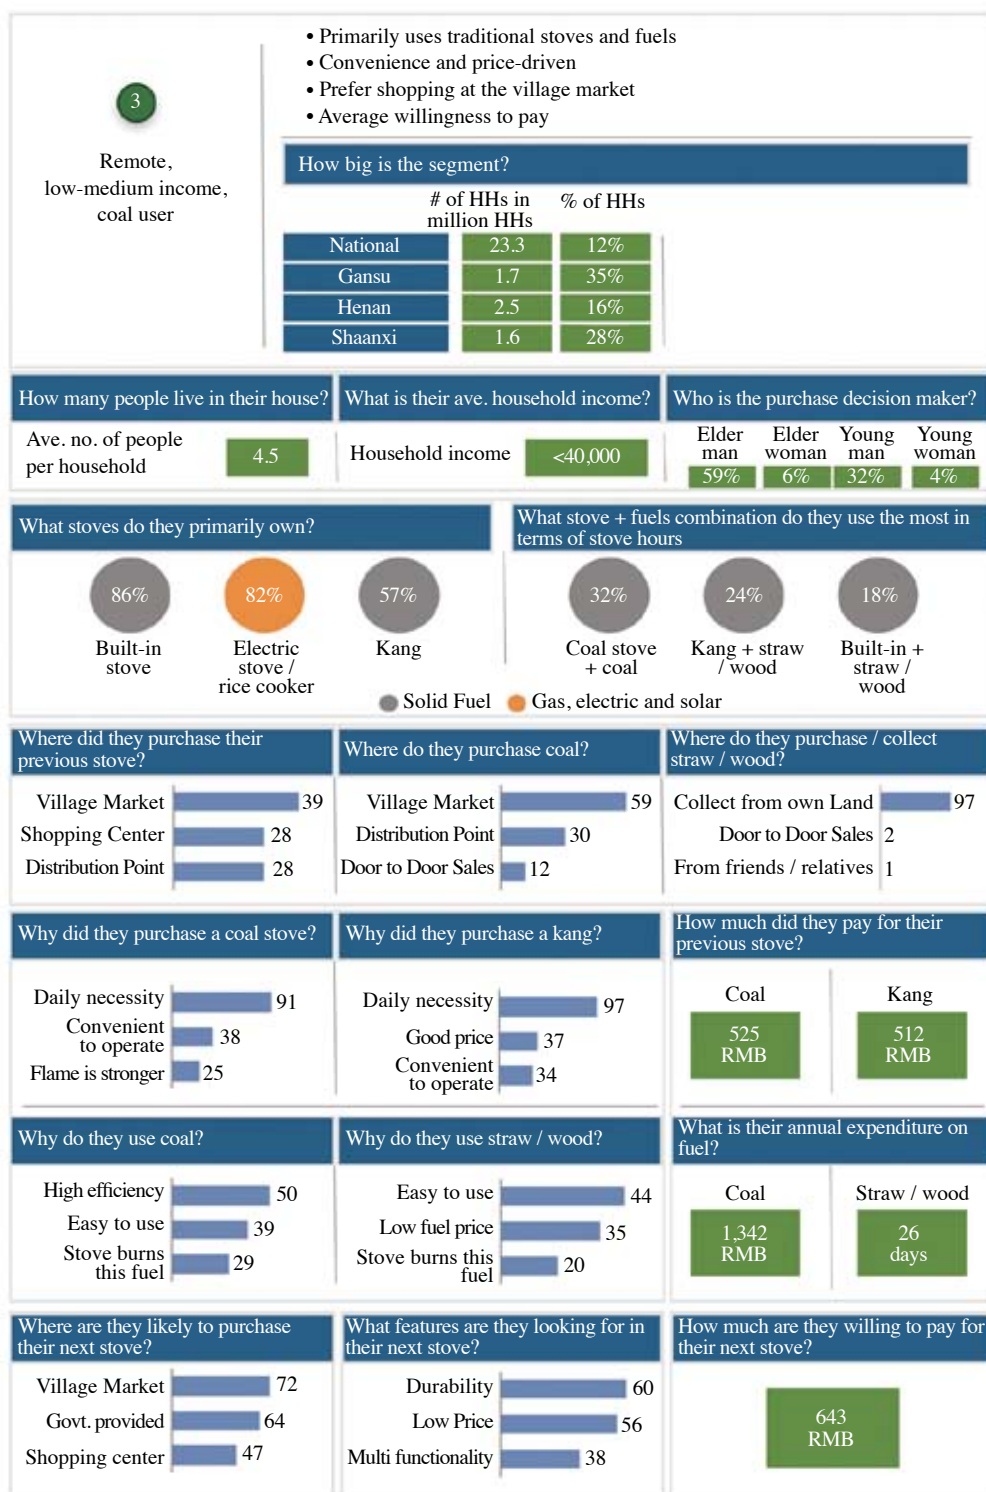 • Primarily uses traditional stoves and fuels
• Convenience and price-driven
• Prefer shopping at the village market
• Average willingness to pay
3
Remote,
low-medium income,
coal user
How big is the segment?
# of HHs in
million HHs
% of HHs
National 23.3 12%
Gansu 1.7 35%
Henan 2.5 16%
Shaanxi 1.6 28%
How many people live in their house?
Ave. no. of people
per household
4.5
What is their ave. household income?
Household income <40,000
Who is the purchase decision maker?
Elder
man
59%
Elder
woman
6%
Young
man
32%
Young
woman
4%
What stoves do they primarily own?
86%
Built-in
stove
82%
Electric
stove /
rice cooker
57%
Kang
What stove + fuels combination do they use the most in
terms of stove hours
32%
Coal stove
+ coal
24%
Kang + straw
/ wood
18%
Built-in +
straw /
wood
Solid Fuel Gas, electric and solar
Where did they purchase their
previous stove?
Village Market 39
Shopping Center 28
Distribution Point 28
Where do they purchase coal?
Village Market 59
Distribution Point 30
Door to Door Sales 12
Where do they purchase / collect
straw / wood?
Collect from own Land 97
Door to Door Sales 2
From friends / relatives 1
Why did they purchase a coal stove?
Daily necessity 91
Convenient
to operate
38
Flame is stronger 25
Why did they purchase a kang?
Daily necessity 97
Good price 37
Convenient
to operate
34
How much did they pay for their
previous stove?
Coal
525
RMB
Kang
512
RMB
Why do they use coal?
High efficiency 50
Easy to use 39
Stove burns
this fuel
29
Why do they use straw / wood?
Easy to use 44
Low fuel price 35
Stove burns this
fuel
20
What is their annual expenditure on
fuel?
Coal
1,342
RMB
Straw / wood
26
days
Where are they likely to purchase
their next stove?
Village Market 72
Govt. provided 64
Shopping center 47
What features are they looking for in
their next stove?
Durability 60
Low Price 56
Multi functionality 38
How much are they willing to pay for
their next stove?
643
RMB